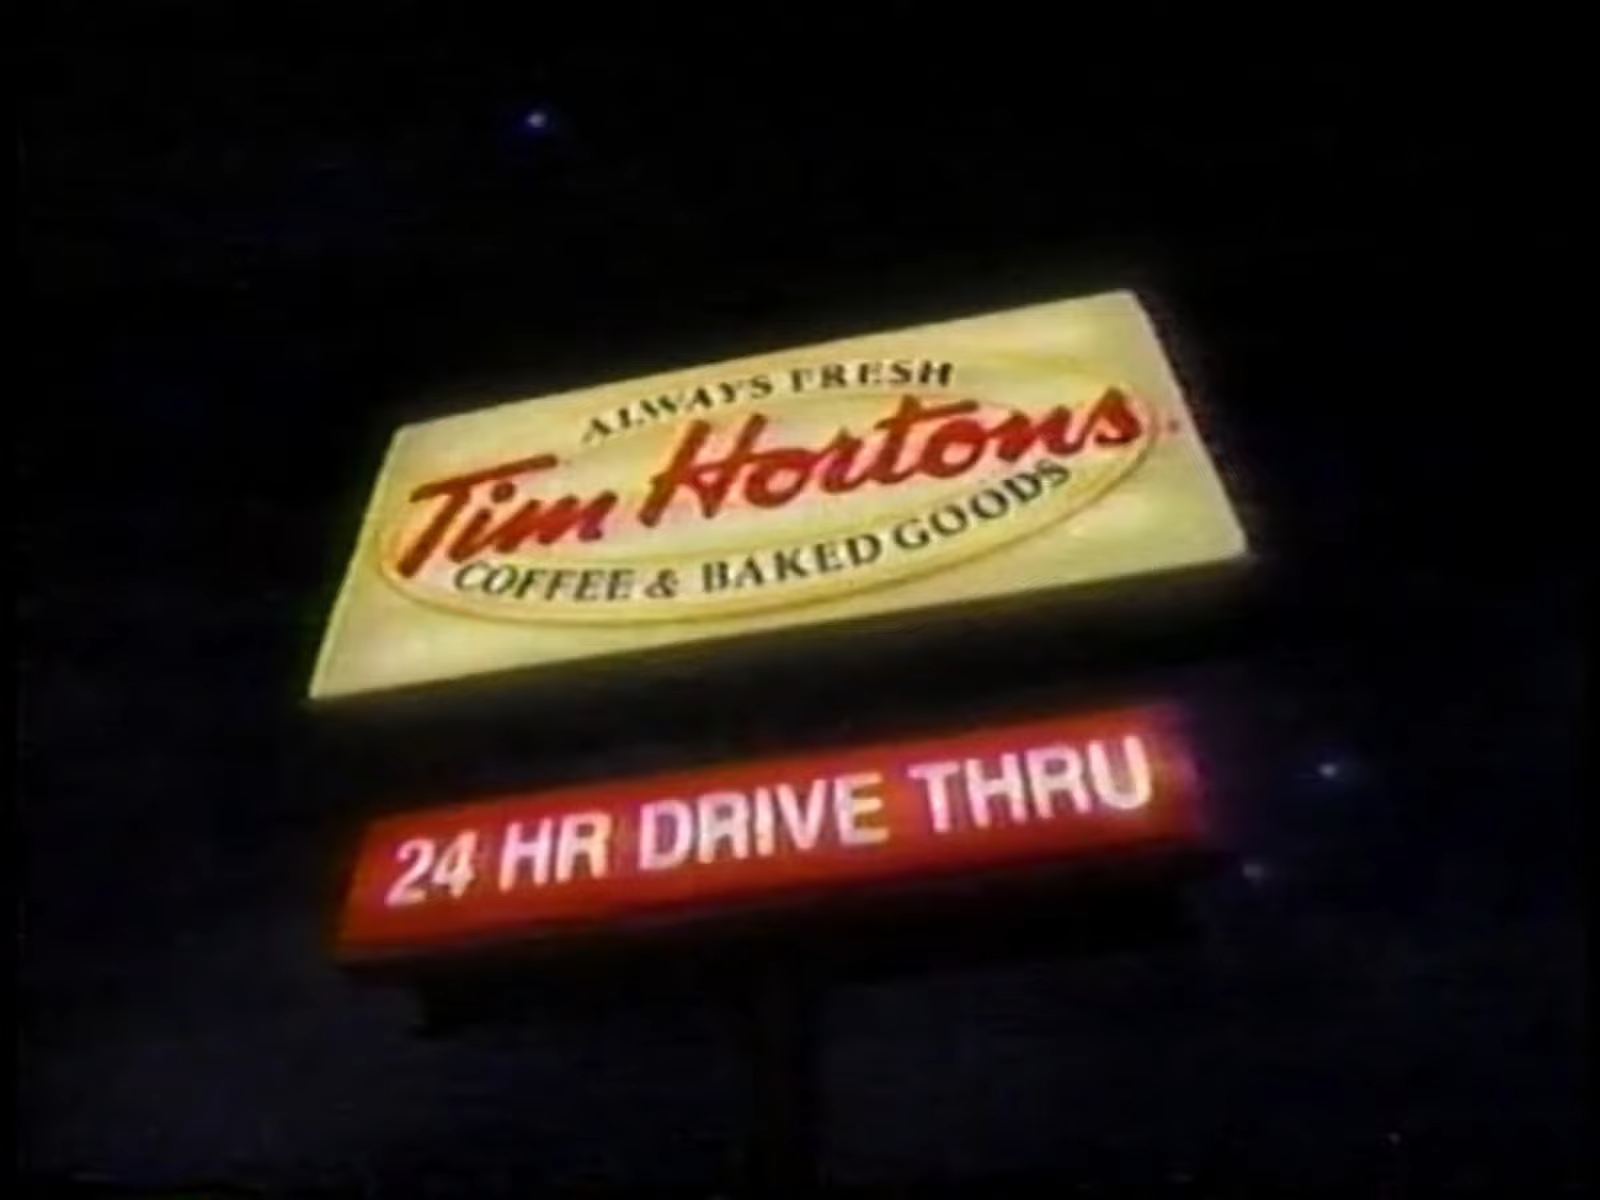 ALWAYS FRESH
Tim Hortons
COFFEE & BAKED GOODS
24 HR DRIVE THRU